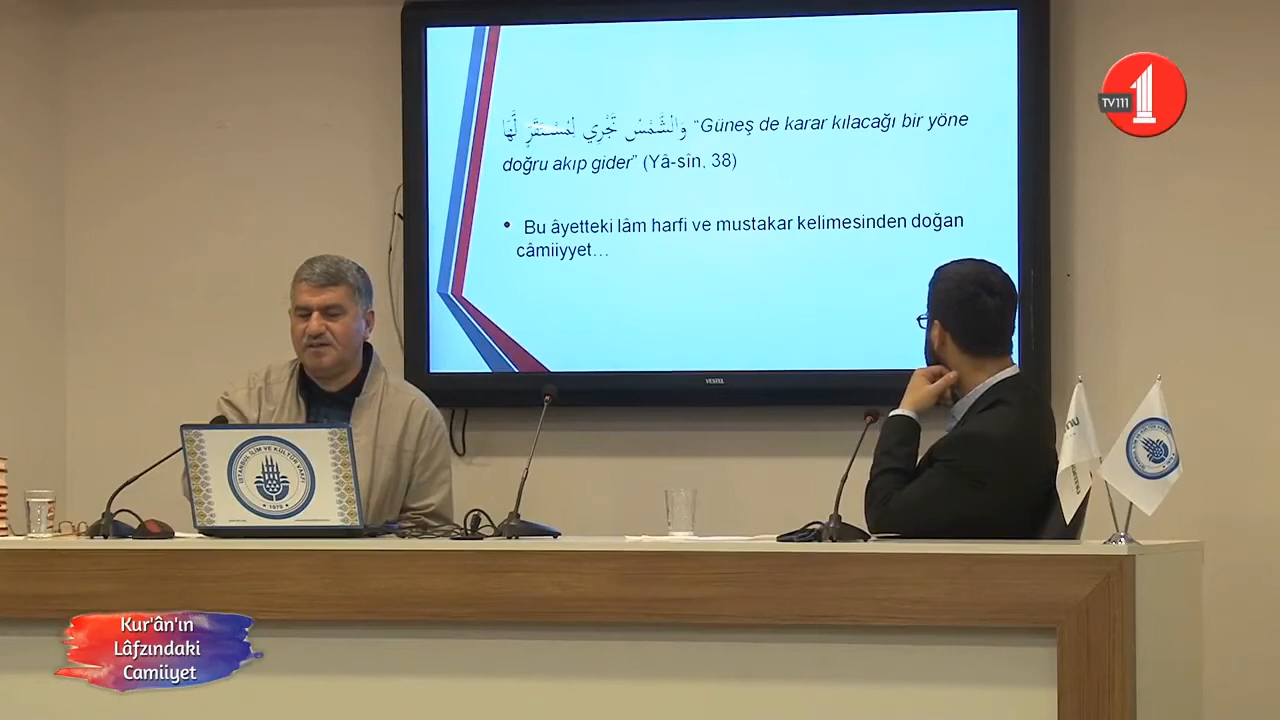 وَالشَّمْسُ تَجْرِي لِمُسْتَقَرٍّ لَّهَا “Güneş de karar kılacağı bir yöne
doğru akıp gider” (Yâ-sîn, 38)
• Bu âyetteki lâm harfi ve mustakar kelimesinden doğan
câmiiyyet…
VESTEL
TV111
1
İSTANBUL İLİM VE KÜLTÜR VAKFI
1979
Kur'ân'ın
Lâfzındaki
Camiiyet